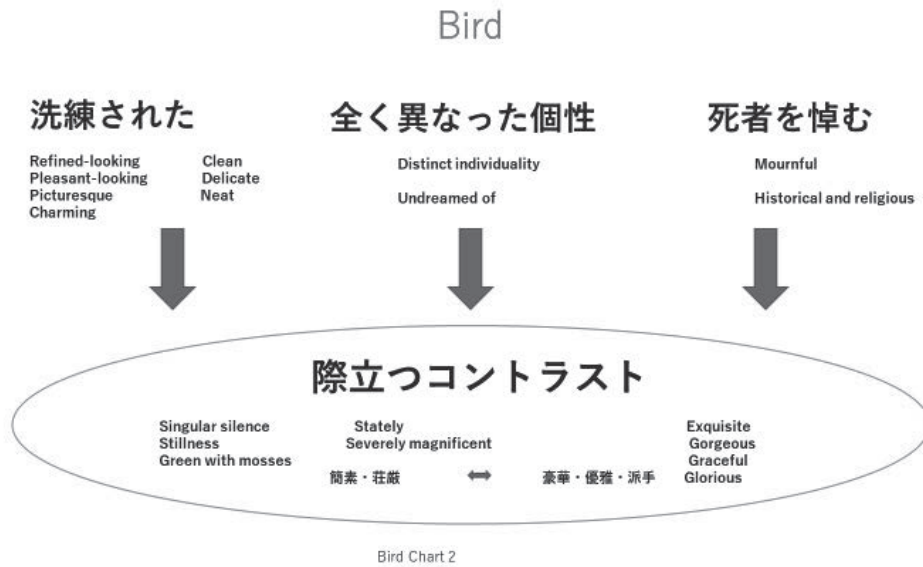 Bird
洗練された
Refined-looking Clean
Pleasant-looking Delicate
Picturesque Neat
Charming
全く異なった個性
Distinct individuality
Undreamed of
死者を悼む
Mournful
Historical and religious
際立つコントラスト
Singular silence
Stillness
Green with mosses
Stately
Severely magnificent
簡素・荘厳 ⇔ 豪華・優雅・派手
Exquisite
Gorgeous
Graceful
Glorious
Bird Chart 2